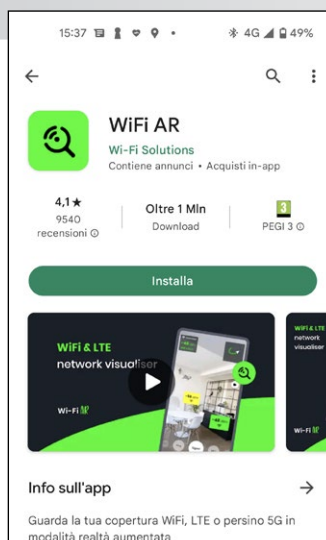 15:37 4G 49%
WiFi AR
Wi-Fi Solutions
Contiene annunci • Acquisti in-app
4,1★
9540
recensioni
Oltre 1 Mln
Download
3
PEGI 3
Installa
WiFi & LTE
network visualiser
Wi-Fi AR
WiFi & LTE
network
visualiser
Wi-Fi AR
Info sull'app
Guarda la tua copertura WiFi, LTE o persino 5G in
modalità realtà aumentata